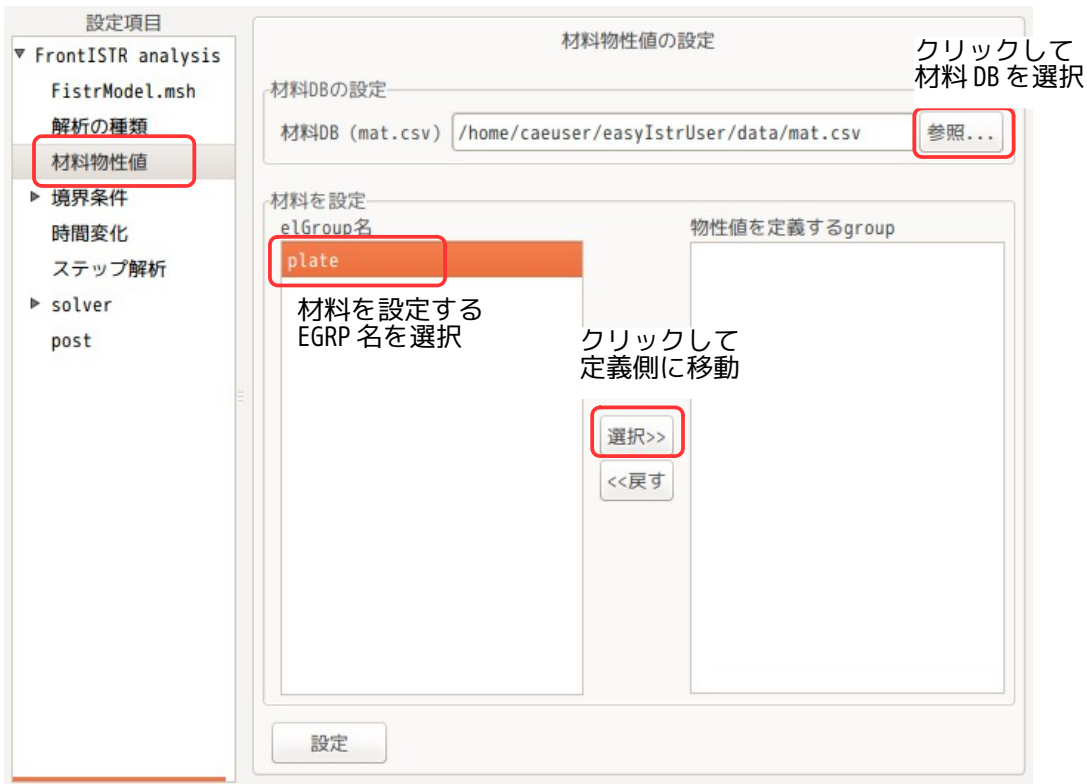 設定項目
▼ FrontISTR analysis
FistrModel.msh
解析の種類
材料物性値
▶ 境界条件
時間変化
ステップ解析
▶ solver
post
材料物性値の設定
クリックして
材料DBを選択
材料DBの設定
材料DB (mat.csv) /home/caeuser/easyIstrUser/data/mat.csv 参照...
材料を設定
elGroup名
物性値を定義するgroup
plate
材料を設定する
EGRP名を選択
クリックして
定義側に移動
選択>>
<<戻す
設定